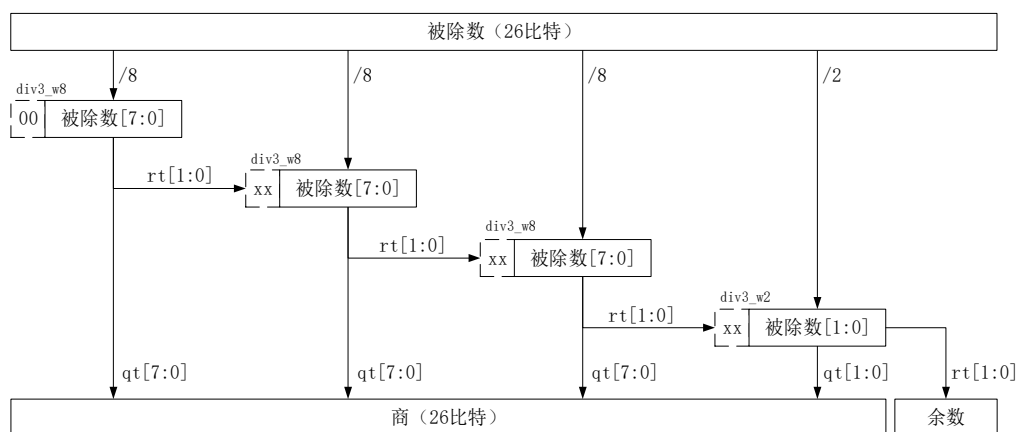 被除数（26比特）
/8
/8
/8
/2
div3_w8
00
被除数[7:0]
rt[1:0]
div3_w8
xx
被除数[7:0]
rt[1:0]
div3_w8
xx
被除数[7:0]
rt[1:0]
div3_w2
xx
被除数[1:0]
qt[7:0]
qt[7:0]
qt[7:0]
qt[1:0]
rt[1:0]
商（26比特）
余数